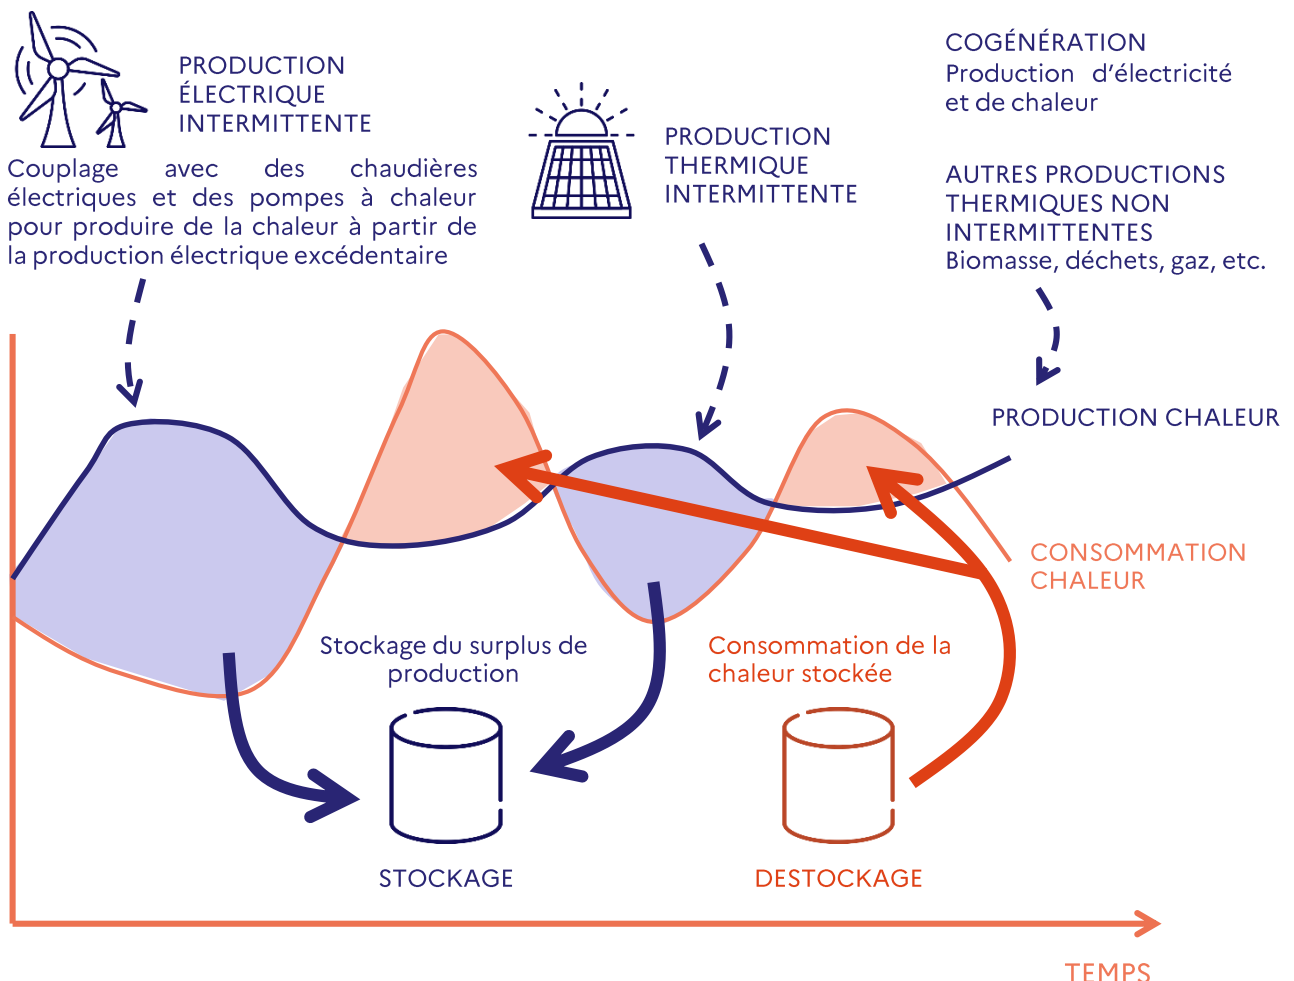 PRODUCTION
ÉLECTRIQUE
INTERMITTENTE
Couplage avec des chaudières
électriques et des pompes à chaleur
pour produire de la chaleur à partir de
la production électrique excédentaire
PRODUCTION
THERMIQUE
INTERMITTENTE
COGÉNÉRATION
Production d’électricité
et de chaleur
AUTRES PRODUCTIONS
THERMIQUES NON
INTERMITTENTES
Biomasse, déchets, gaz, etc.
PRODUCTION CHALEUR
CONSOMMATION
CHALEUR
Stockage du surplus de
production
Consommation de la
chaleur stockée
STOCKAGE
DESTOCKAGE
TEMPS